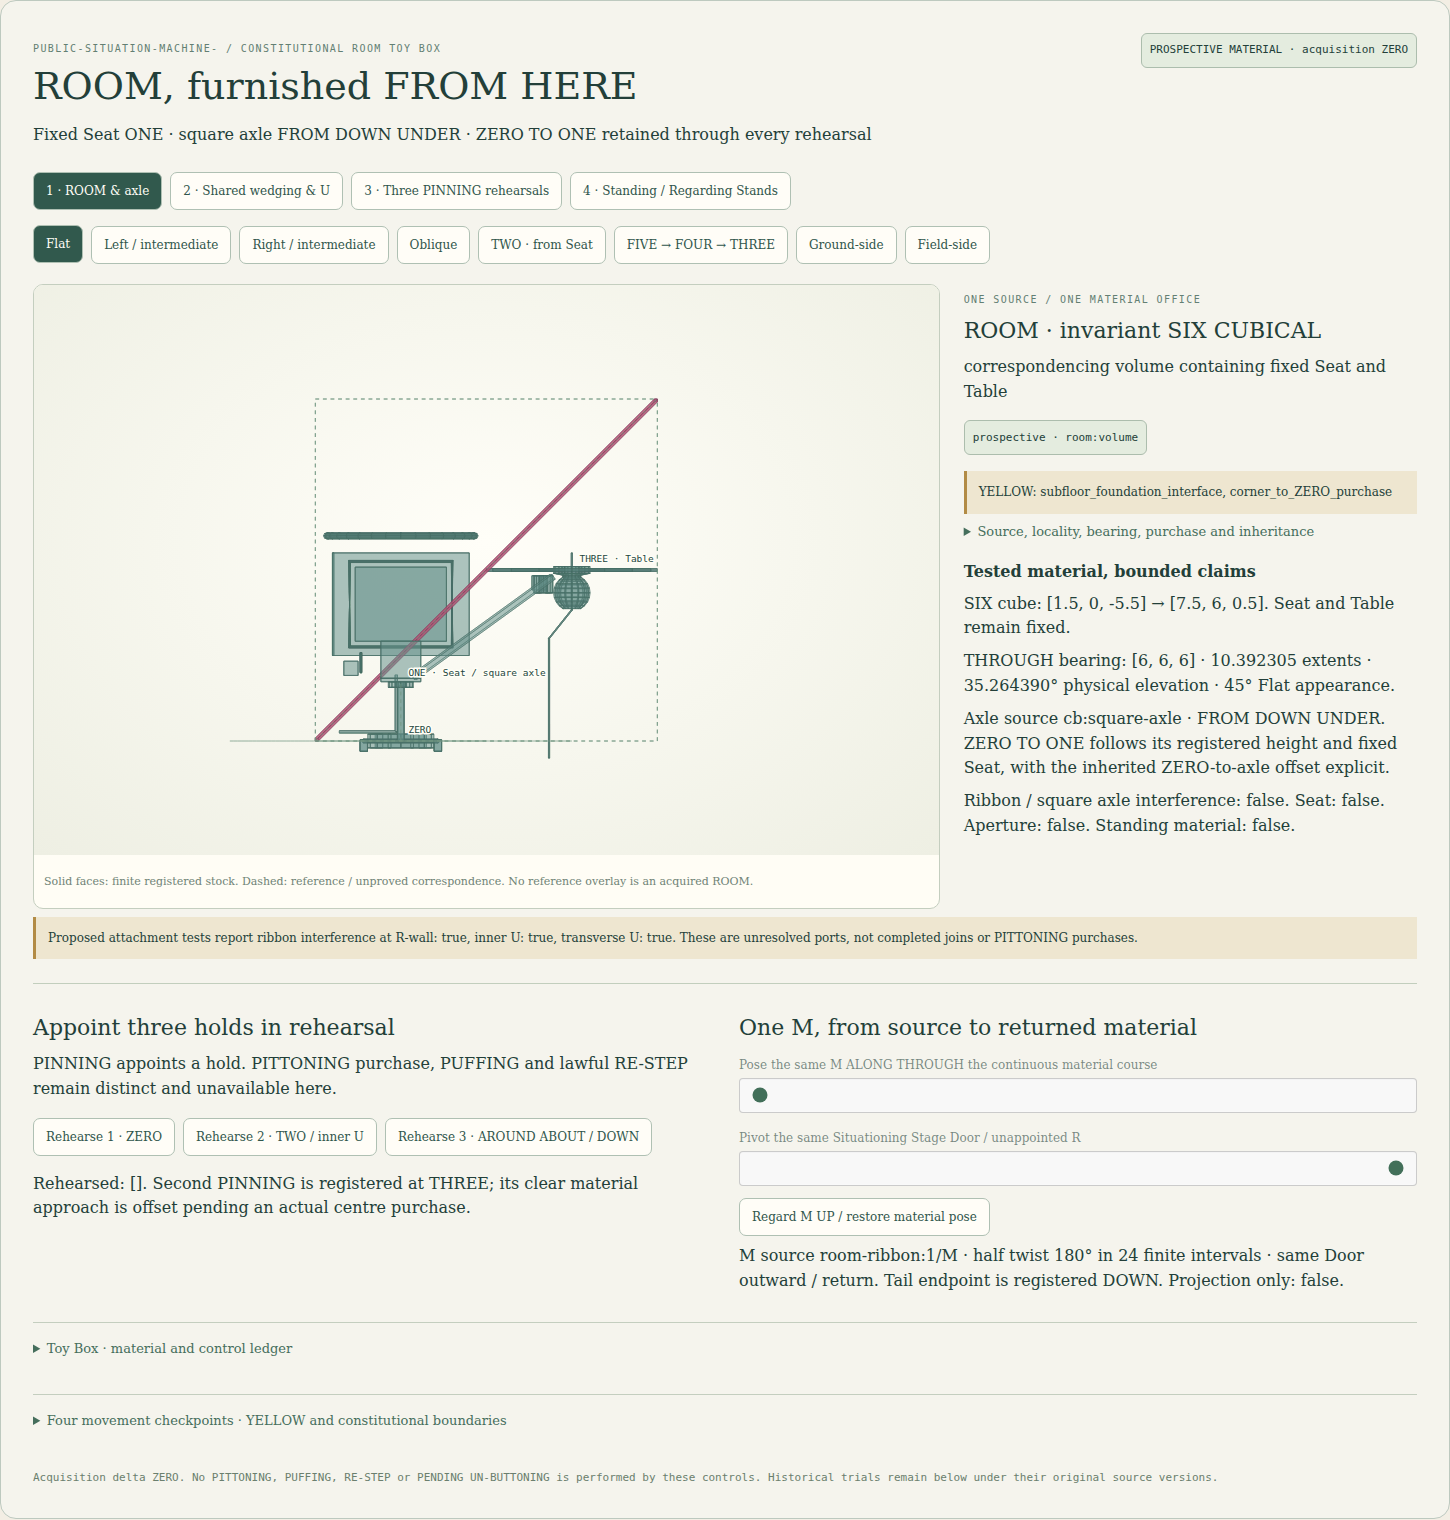 PUBLIC-SITUATION-MACHINE- / CONSTITUTIONAL ROOM TOY BOX
PROSPECTIVE MATERIAL · acquisition ZERO
ROOM, furnished FROM HERE
Fixed Seat ONE · square axle FROM DOWN UNDER · ZERO TO ONE retained through every rehearsal
1 · ROOM & axle
2 · Shared wedging & U
3 · Three PINNING rehearsals
4 · Standing / Regarding Stands
Flat
Left / intermediate
Right / intermediate
Oblique
TWO · from Seat
FIVE → FOUR → THREE
Ground-side
Field-side
THREE · Table
ONE · Seat / square axle
ZERO
Solid faces: finite registered stock. Dashed: reference / unproved correspondence. No reference overlay is an acquired ROOM.
ONE SOURCE / ONE MATERIAL OFFICE
ROOM · invariant SIX CUBICAL
correspondencing volume containing fixed Seat and
Table
prospective · room:volume
YELLOW: subfloor_foundation_interface, corner_to_ZERO_purchase
▶ Source, locality, bearing, purchase and inheritance
Tested material, bounded claims
SIX cube: [1.5, 0, -5.5] → [7.5, 6, 0.5]. Seat and Table
remain fixed.
THROUGH bearing: [6, 6, 6] · 10.392305 extents ·
35.264390° physical elevation · 45° Flat appearance.
Axle source cb:square-axle · FROM DOWN UNDER.
ZERO TO ONE follows its registered height and fixed
Seat, with the inherited ZERO-to-axle offset explicit.
Ribbon / square axle interference: false. Seat: false.
Aperture: false. Standing material: false.
Proposed attachment tests report ribbon interference at R-wall: true, inner U: true, transverse U: true. These are unresolved ports, not completed joins or PITTONING purchases.
Appoint three holds in rehearsal
PINNING appoints a hold. PITTONING purchase, PUFFING and lawful RE-STEP
remain distinct and unavailable here.
Rehearse 1 · ZERO
Rehearse 2 · TWO / inner U
Rehearse 3 · AROUND ABOUT / DOWN
Rehearsed: []. Second PINNING is registered at THREE; its clear material
approach is offset pending an actual centre purchase.
One M, from source to returned material
Pose the same M ALONG THROUGH the continuous material course
Pivot the same Situationing Stage Door / unappointed R
Regard M UP / restore material pose
M source room-ribbon:1/M · half twist 180° in 24 finite intervals · same Door
outward / return. Tail endpoint is registered DOWN. Projection only: false.
▶ Toy Box · material and control ledger
▶ Four movement checkpoints · YELLOW and constitutional boundaries
Acquisition delta ZERO. No PITTONING, PUFFING, RE-STEP or PENDING UN-BUTTONING is performed by these controls. Historical trials remain below under their original source versions.